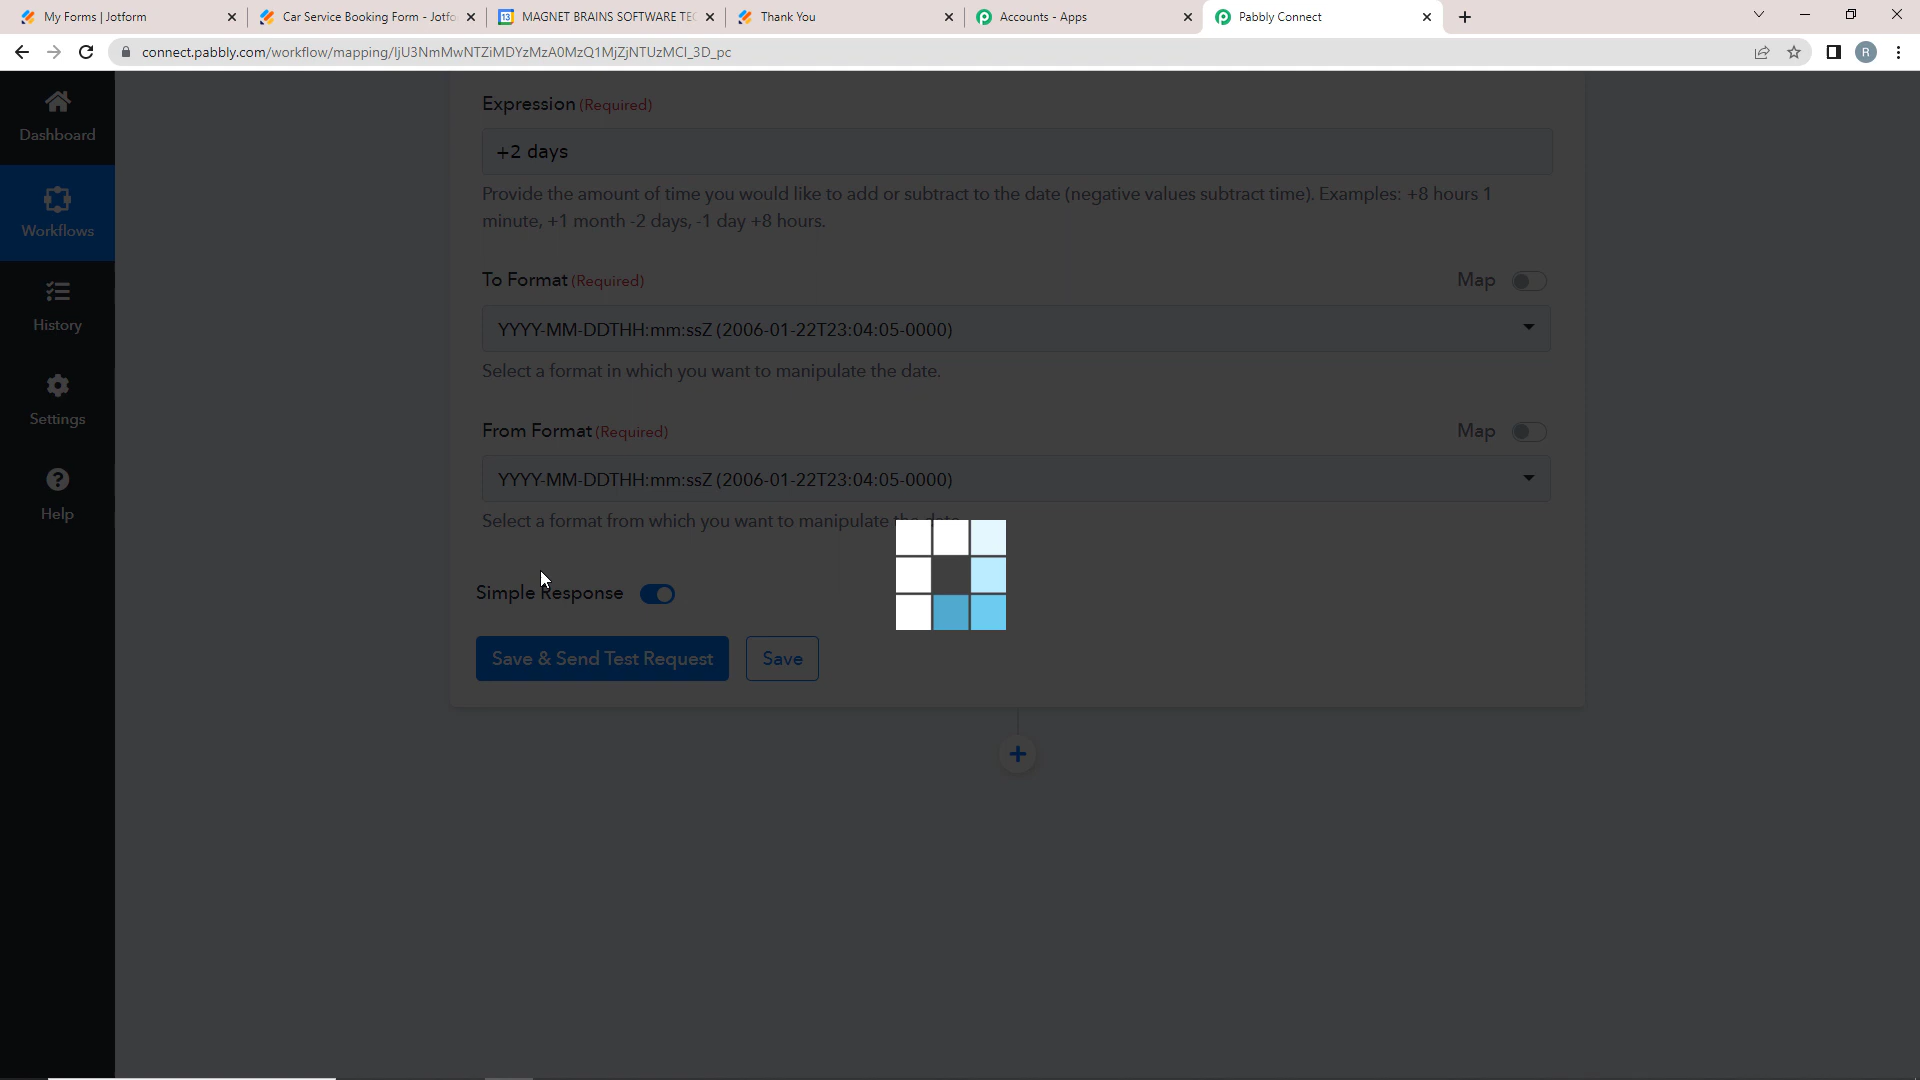 My Forms | Jotform
Car Service Booking Form - Jotfo
MAGNET BRAINS SOFTWARE TEC
Thank You
Accounts - Apps
Pabbly Connect
connect.pabbly.com/workflow/mapping/IjU3NmMwNTZiMDYzMzA0MzQ1MjZjNTUzMCI_3D_pc
R
Dashboard
Workflows
History
Settings
Help
Expression (Required)
+2 days
Provide the amount of time you would like to add or subtract to the date (negative values subtract time). Examples: +8 hours 1
minute, +1 month -2 days, -1 day +8 hours.
To Format (Required)
Map
YYYY-MM-DDTHH:mm:ssZ (2006-01-22T23:04:05-0000)
Select a format in which you want to manipulate the date.
From Format (Required)
Map
YYYY-MM-DDTHH:mm:ssZ (2006-01-22T23:04:05-0000)
Select a format from which you want to manipulate the date.
Simple Response
Save & Send Test Request
Save